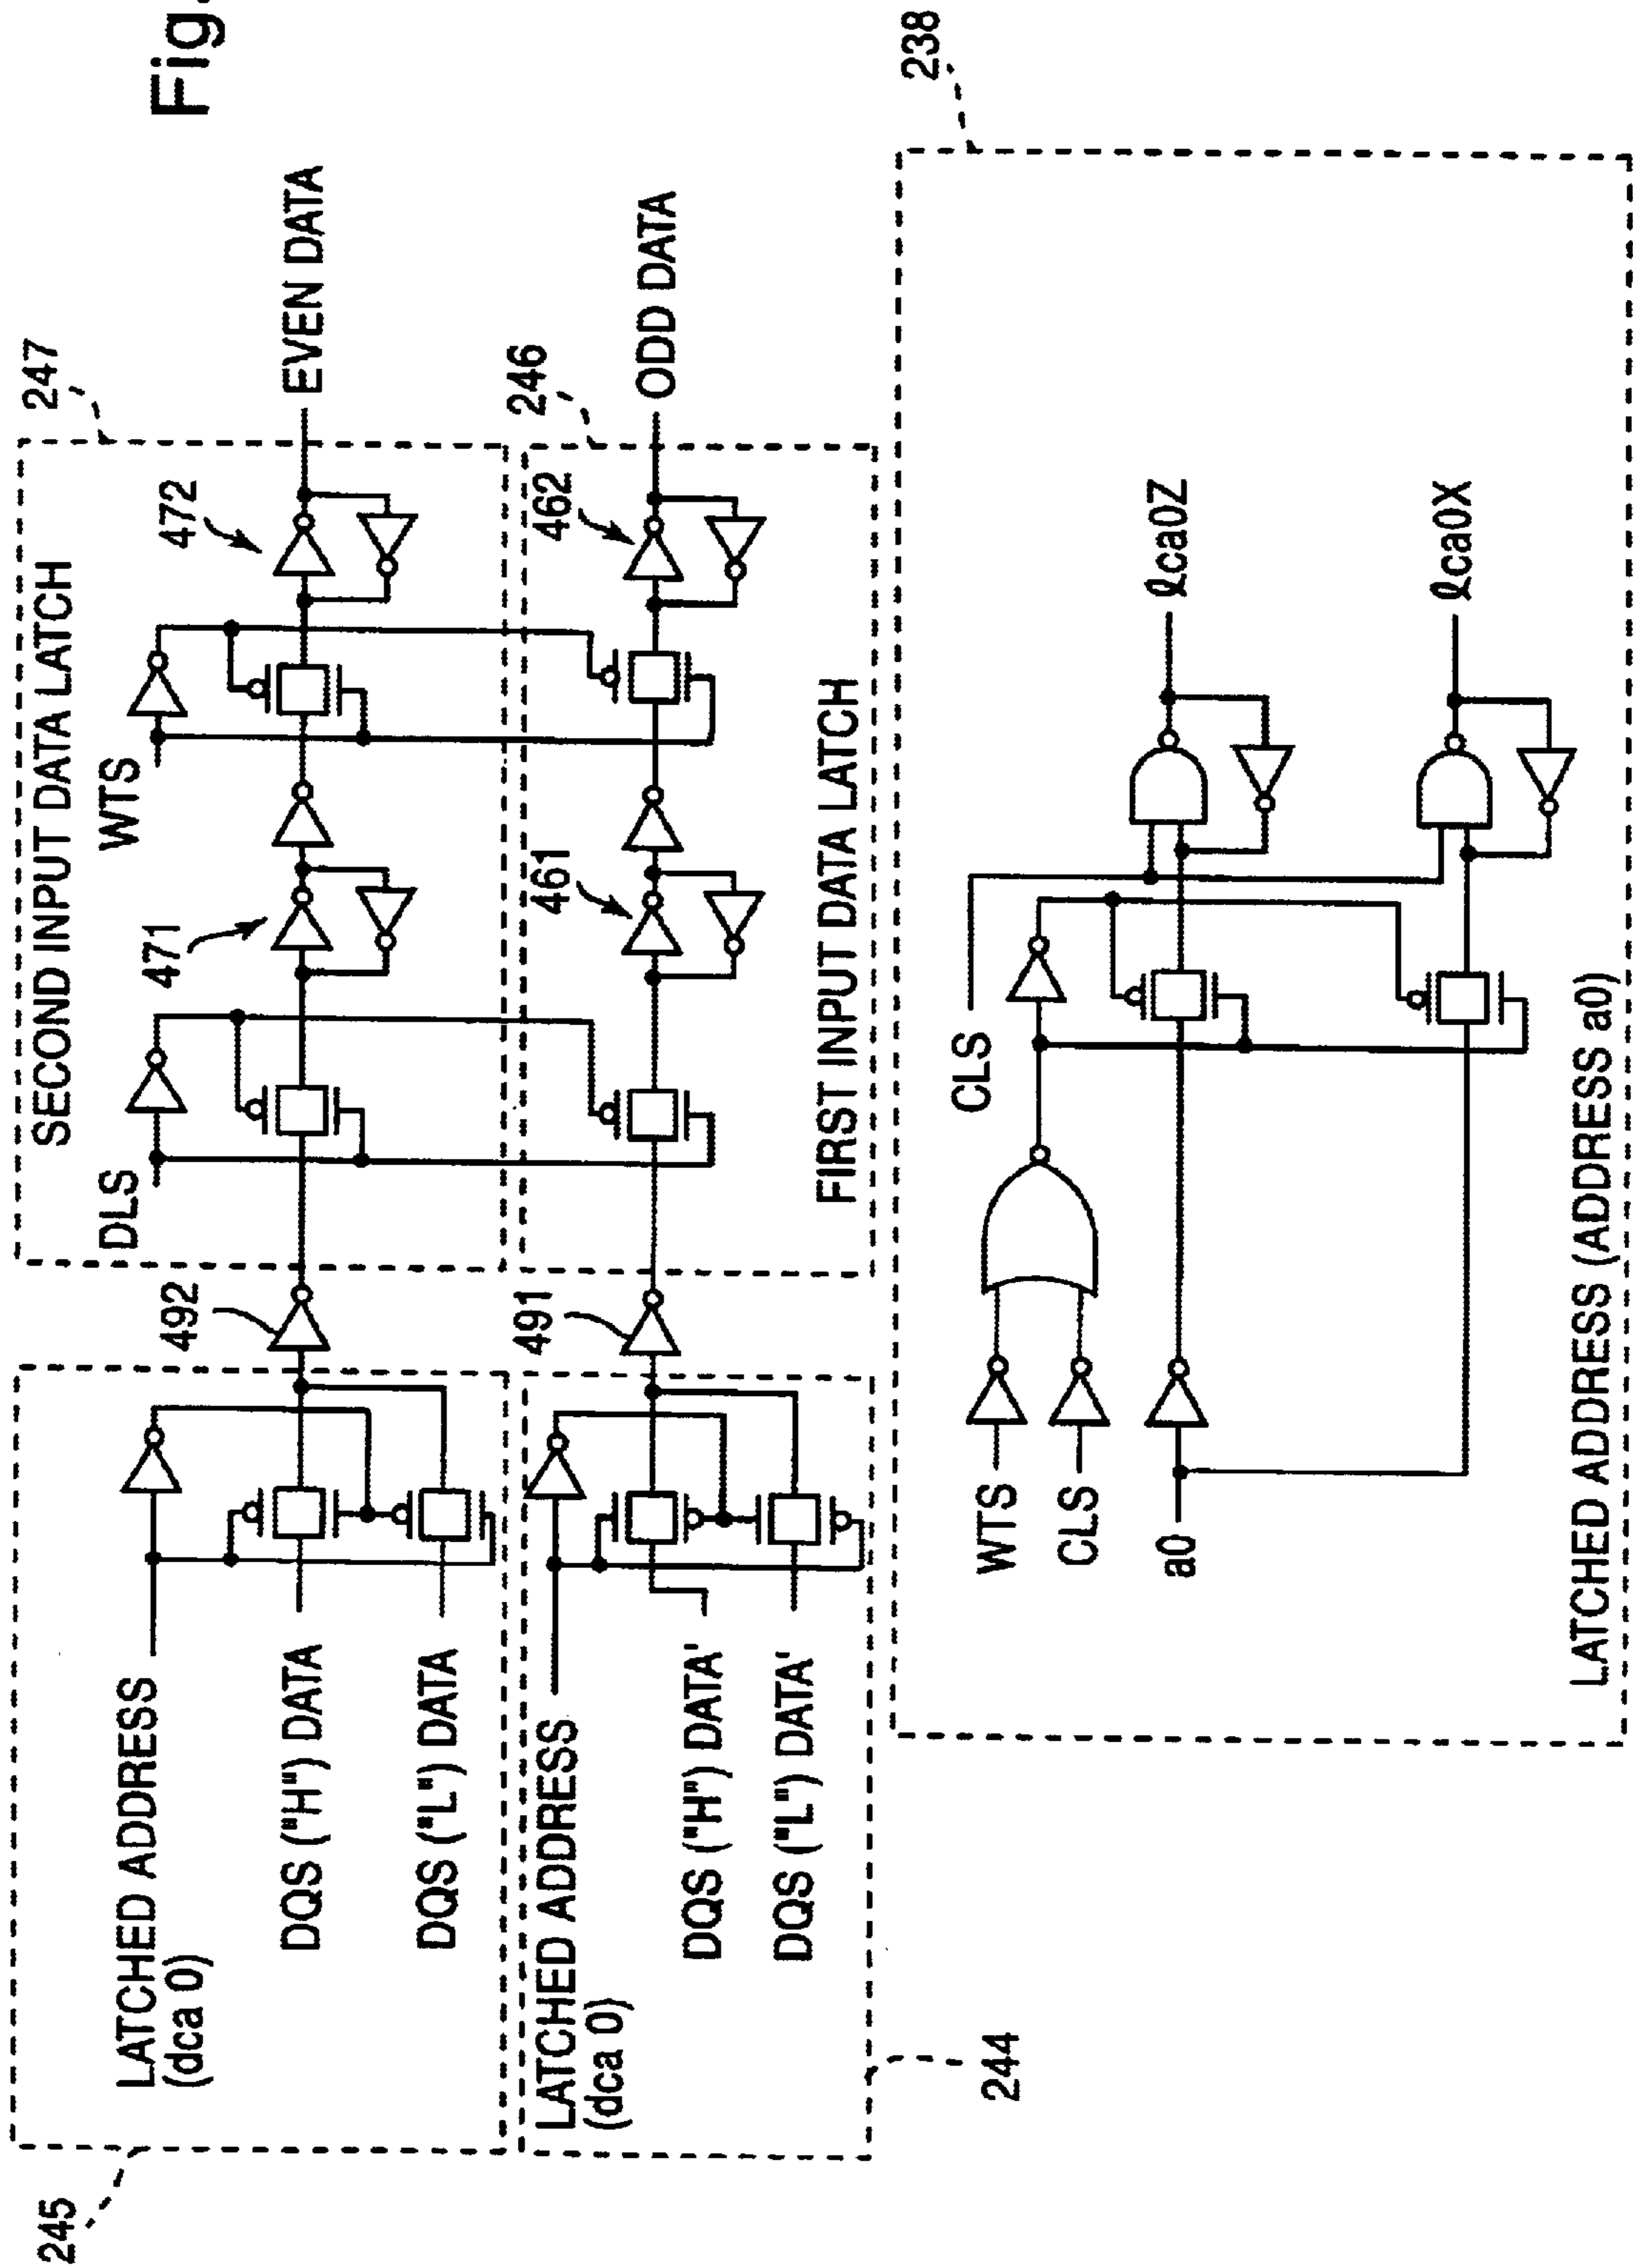 Fig.
245
LATCHED ADDRESS
(dca 0)
DQS ("H") DATA
DQS ("L") DATA
492
SECOND INPUT DATA LATCH
DLS
471
WTS
472
247
EVEN DATA
LATCHED ADDRESS
(dca 0)
DQS ("H") DATA'
DQS ("L") DATA'
244
491
461
462
246
ODD DATA
FIRST INPUT DATA LATCH
238
WTS
CLS
a0
CLS
ℓca0Z
ℓca0X
LATCHED ADDRESS (ADDRESS a0)